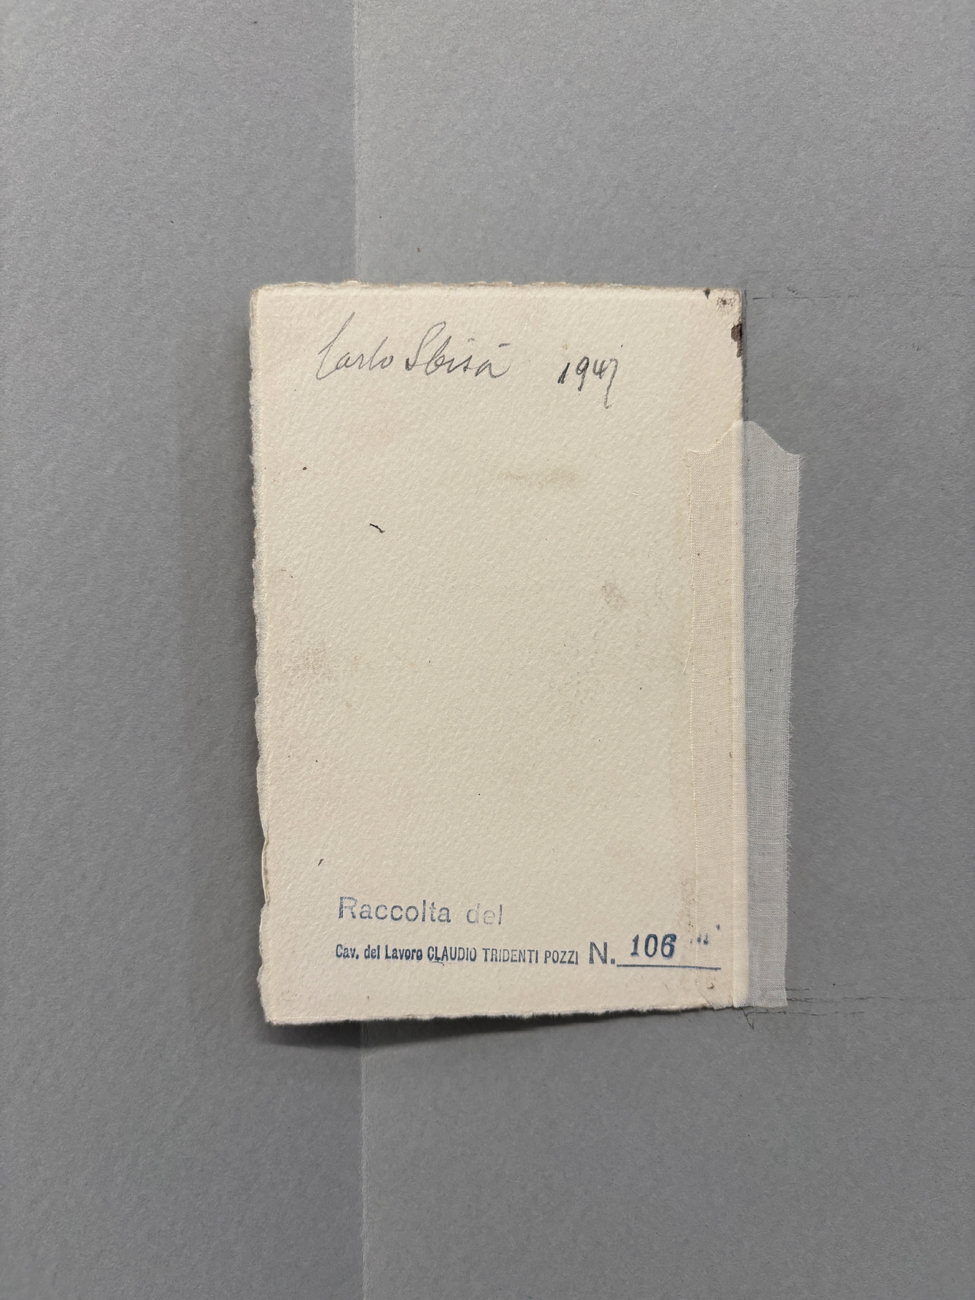 Carlo Sbisà 1947
Raccolta del
Cav. del Lavoro CLAUDIO TRIDENTI POZZI N. 106